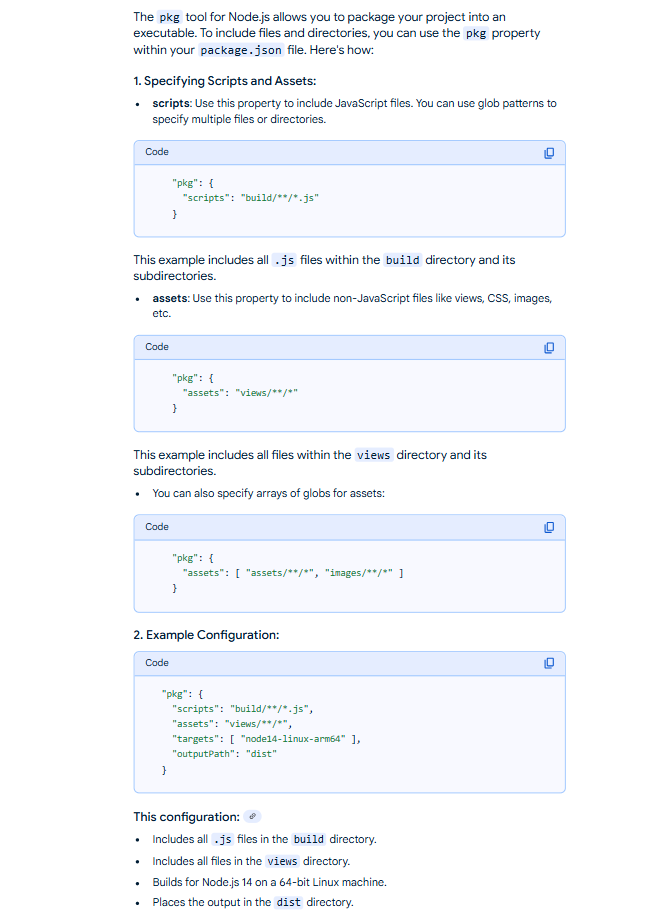 The pkg tool for Node.js allows you to package your project into an
executable. To include files and directories, you can use the pkg property
within your package.json file. Here's how:
1. Specifying Scripts and Assets:
• scripts: Use this property to include JavaScript files. You can use glob patterns to
specify multiple files or directories.
Code
"pkg": {
"scripts": "build/**/*.js"
}
This example includes all .js files within the build directory and its
subdirectories.
• assets: Use this property to include non-JavaScript files like views, CSS, images,
etc.
Code
"pkg": {
"assets": "views/**/*"
}
This example includes all files within the views directory and its
subdirectories.
• You can also specify arrays of globs for assets:
Code
"pkg": {
"assets": [ "assets/**/*", "images/**/*" ]
}
2. Example Configuration:
Code
"pkg": {
"scripts": "build/**/*.js",
"assets": "views/**/*",
"targets": [ "node14-linux-arm64" ],
"outputPath": "dist"
}
This configuration:
• Includes all .js files in the build directory.
• Includes all files in the views directory.
• Builds for Node.js 14 on a 64-bit Linux machine.
• Places the output in the dist directory.